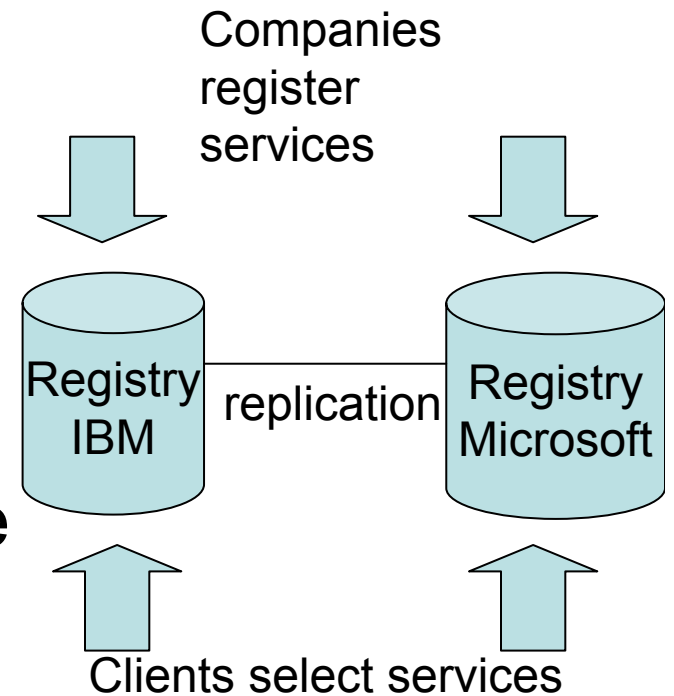 Companies
register
services
Registry
IBM
replication
Registry
Microsoft
e
Clients select services